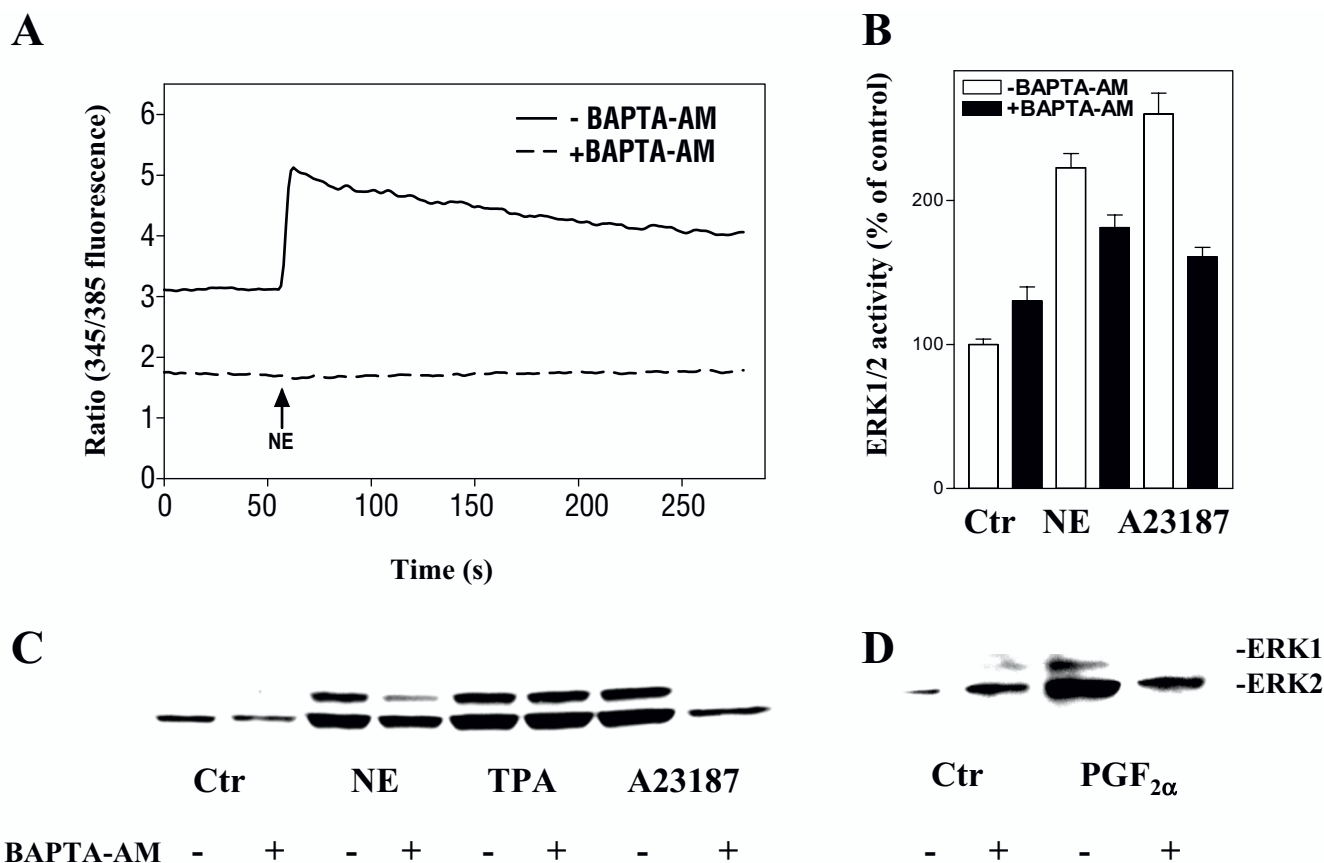 A
Ratio (345/385 fluorescence)
6
5
4
3
2
1
0
- BAPTA-AM
+BAPTA-AM
NE
0 50 100 150 200 250
Time (s)
B
ERK1/2 activity (% of control)
-BAPTA-AM
+BAPTA-AM
200
100
0
Ctr NE A23187
C
Ctr NE TPA A23187
BAPTA-AM - + - + - + - +
D
-ERK1
-ERK2
Ctr PGF2α
- + - +